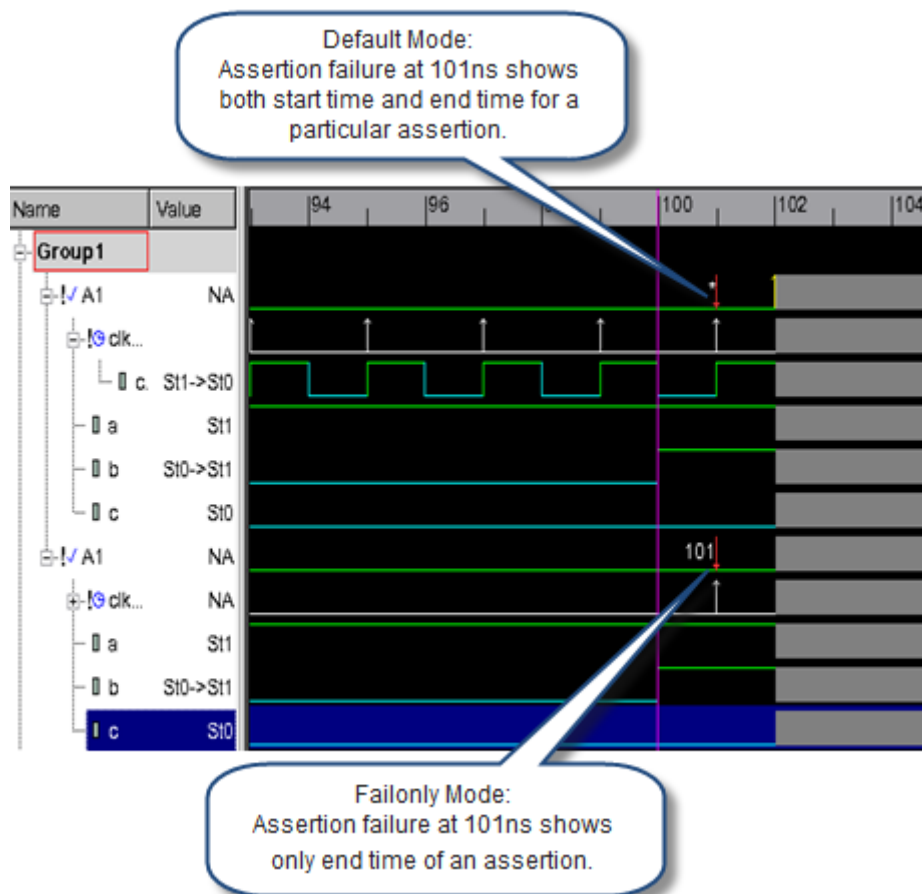 Default Mode:
Assertion failure at 101ns shows
both start time and end time for a
particular assertion.
Name Value 94 96 100 102 104
Group1
A1 NA
clk...
c. St1->St0
a St1
b St0->St1
c St0
A1 NA 101
clk... NA
a St1
b St0->St1
c St0
Failonly Mode:
Assertion failure at 101ns shows
only end time of an assertion.